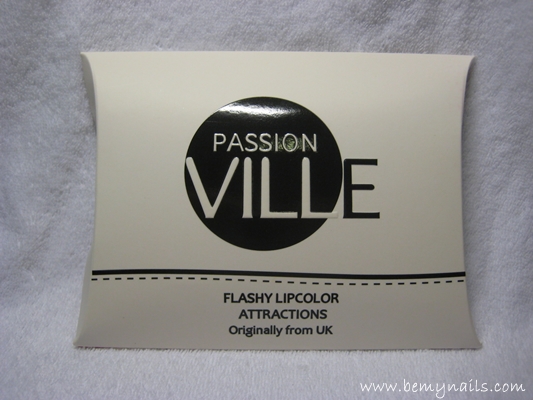 PASSION
VILLE
FLASHY LIPCOLOR
ATTRACTIONS
Originally from UK
www.bemynails.com